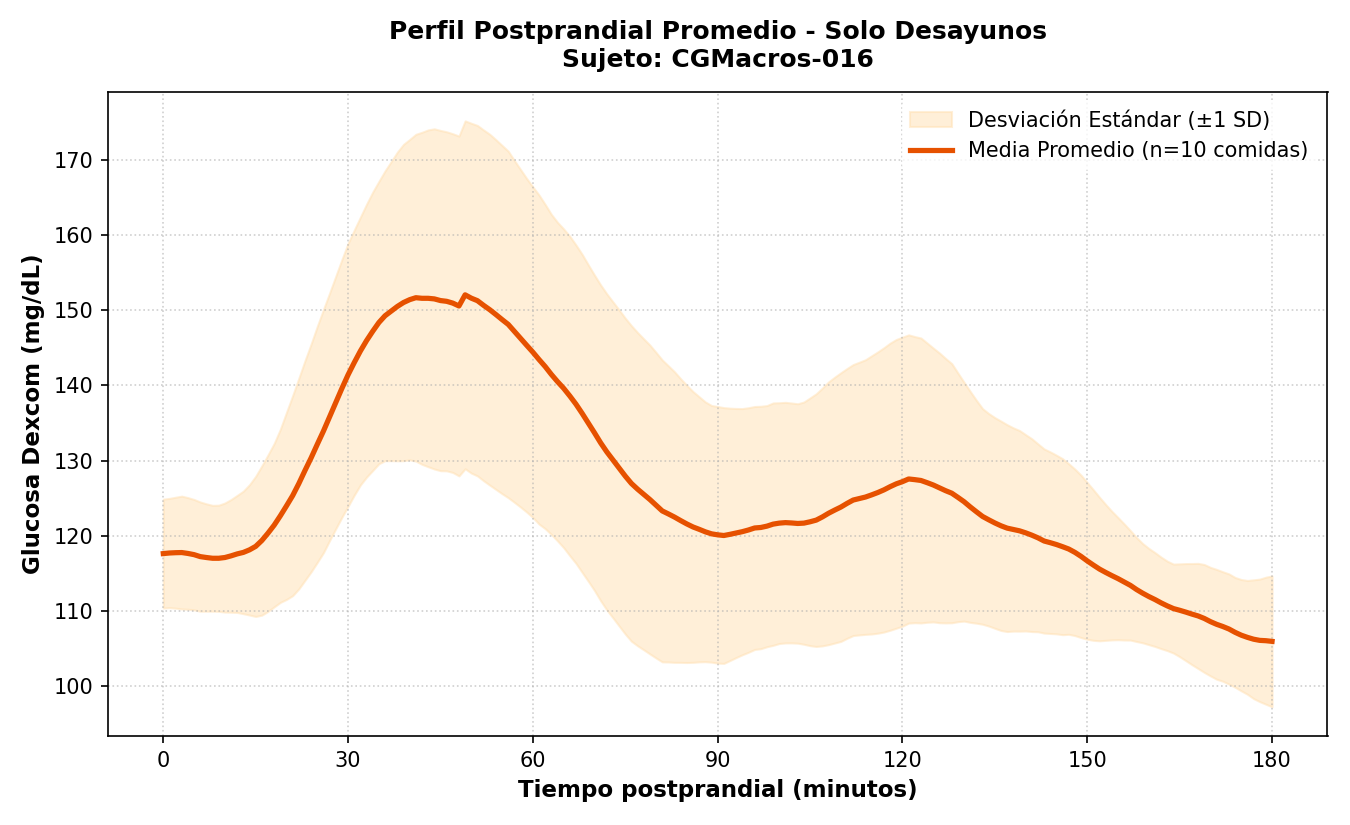 Perfil Postprandial Promedio - Solo Desayunos
Sujeto: CGMacros-016
Desviación Estándar (±1 SD)
Media Promedio (n=10 comidas)
Glucosa Dexcom (mg/dL)
170
160
150
140
130
120
110
100
0 30 60 90 120 150 180
Tiempo postprandial (minutos)